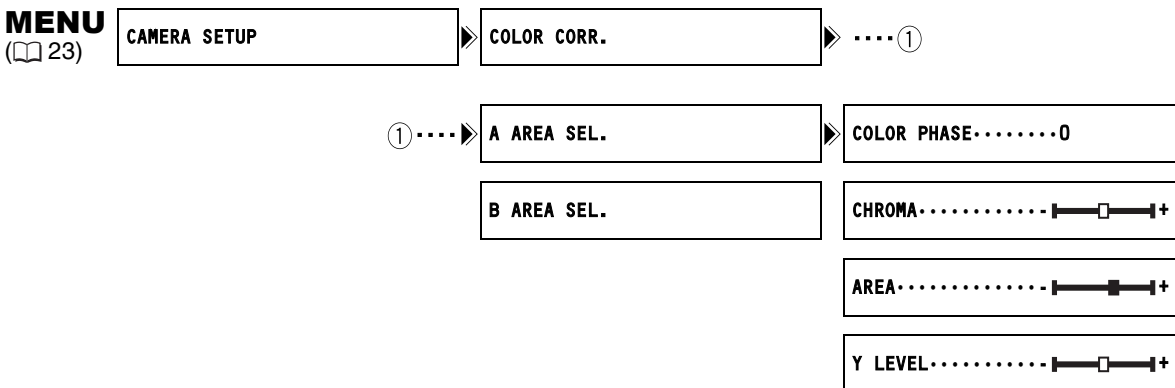 MENU
(23)
CAMERA SETUP
COLOR CORR.
①
①
A AREA SEL.
COLOR PHASE········0
B AREA SEL.
CHROMA············- +
AREA··············- +
Y LEVEL···········- +